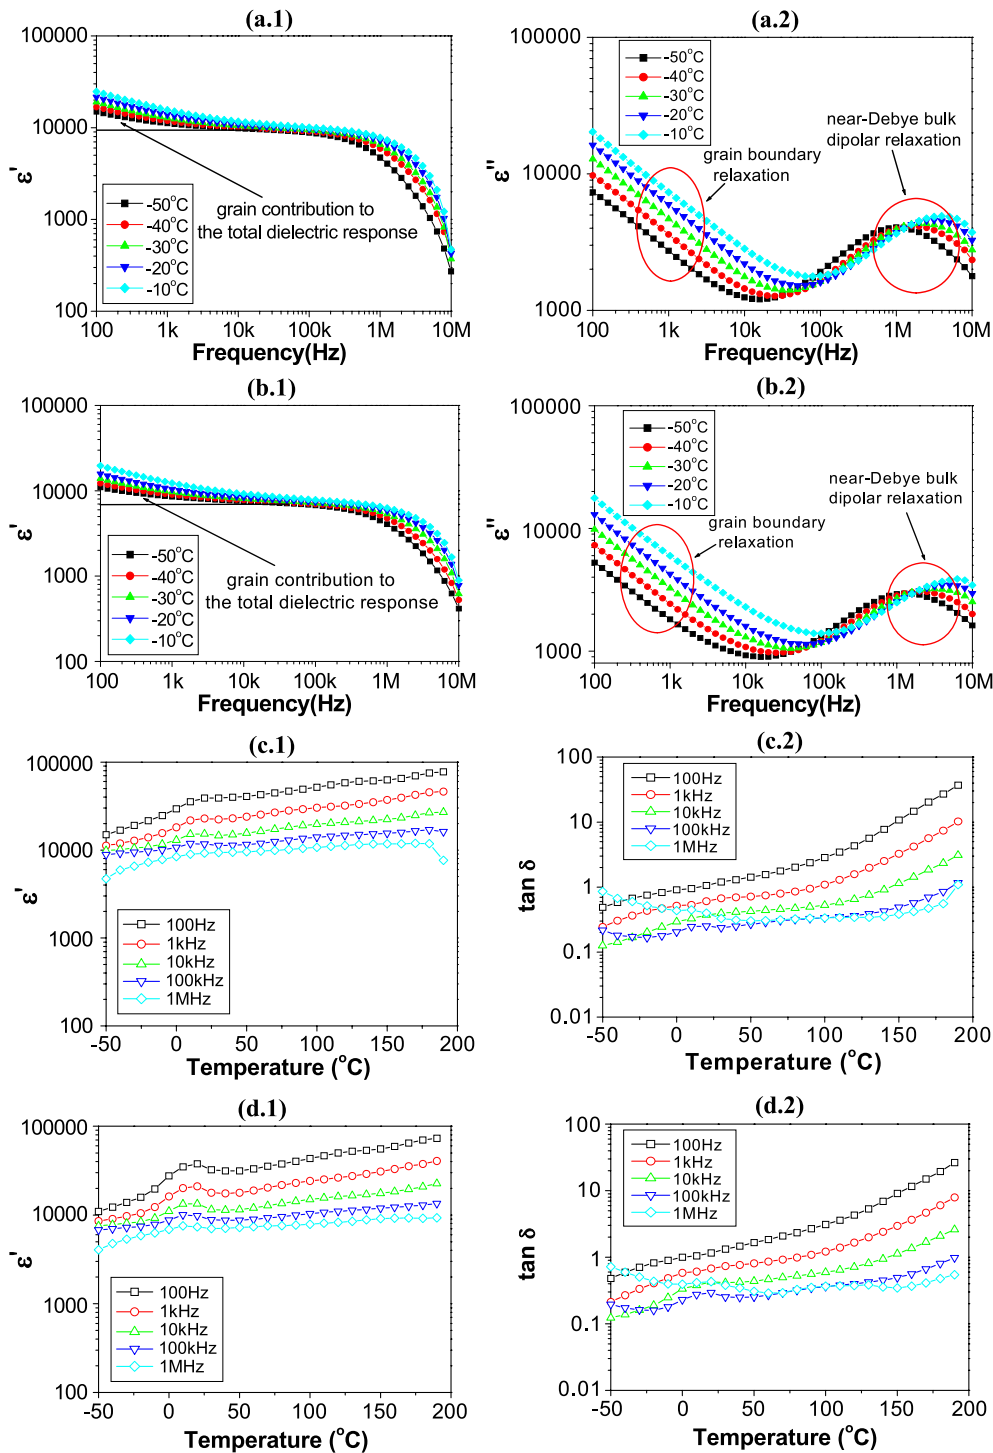 (a.1)
100000
10000
1000
100
ε'
-50°C
-40°C
-30°C
-20°C
-10°C
grain contribution to
the total dielectric response
100
1k
10k
100k
1M
10M
Frequency(Hz)
(a.2)
100000
10000
1000
ε''
-50°C
-40°C
-30°C
-20°C
-10°C
grain boundary
relaxation
near-Debye bulk
dipolar relaxation
100
1k
10k
100k
1M
10M
Frequency(Hz)
(b.1)
100000
10000
1000
100
ε'
-50°C
-40°C
-30°C
-20°C
-10°C
grain contribution to
the total dielectric response
100
1k
10k
100k
1M
10M
Frequency(Hz)
(b.2)
100000
10000
1000
ε''
-50°C
-40°C
-30°C
-20°C
-10°C
grain boundary
relaxation
near-Debye bulk
dipolar relaxation
100
1k
10k
100k
1M
10M
Frequency(Hz)
(c.1)
100000
10000
1000
100
ε'
100Hz
1kHz
10kHz
100kHz
1MHz
-50
0
50
100
150
200
Temperature (°C)
(c.2)
100
10
1
0.1
0.01
tan δ
100Hz
1kHz
10kHz
100kHz
1MHz
-50
0
50
100
150
200
Temperature (°C)
(d.1)
100000
10000
1000
100
ε'
100Hz
1kHz
10kHz
100kHz
1MHz
-50
0
50
100
150
200
Temperature (°C)
(d.2)
100
10
1
0.1
0.01
tan δ
100Hz
1kHz
10kHz
100kHz
1MHz
-50
0
50
100
150
200
Temperature (°C)